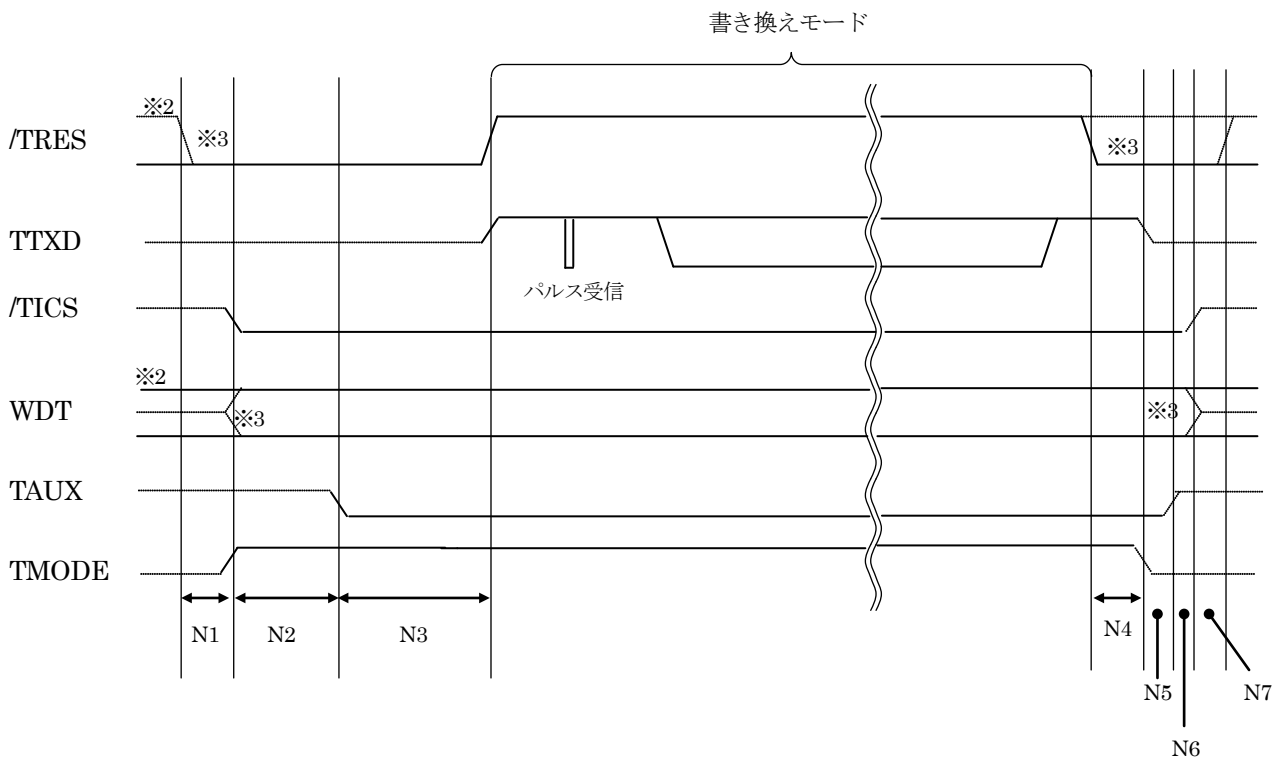 書き換えモード
※2
/TRES
※3
※3
TTXD
パルス受信
/TICS
※2
WDT
※3
※3
TAUX
TMODE
N1
N2
N3
N4
N5
N7
N6